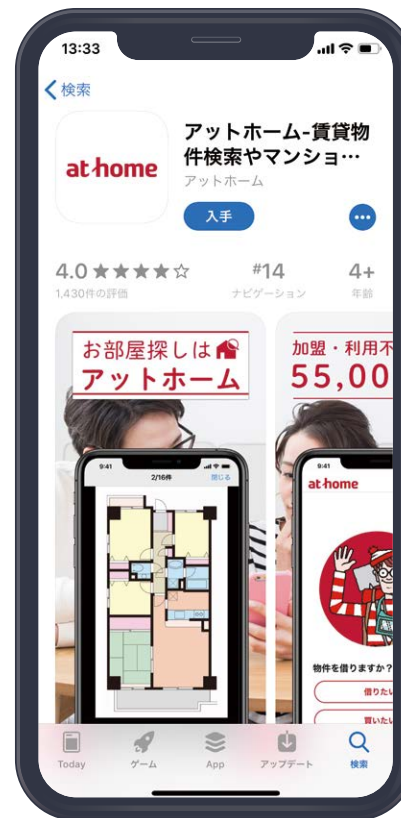 13:33
検索
at home
アットホーム-賃貸物
件検索やマンショ…
アットホーム
入手
4.0 ★★★★☆
#14
4+
1,430件の評価
ナビゲーション
年齢
お部屋探しは
アットホーム
加盟・利用不
55,00
9:41
2/16件
閉じる
9:41
at home
物件を借りますか？
借りたい
買いたい
Today
ゲーム
App
アップデート
検索